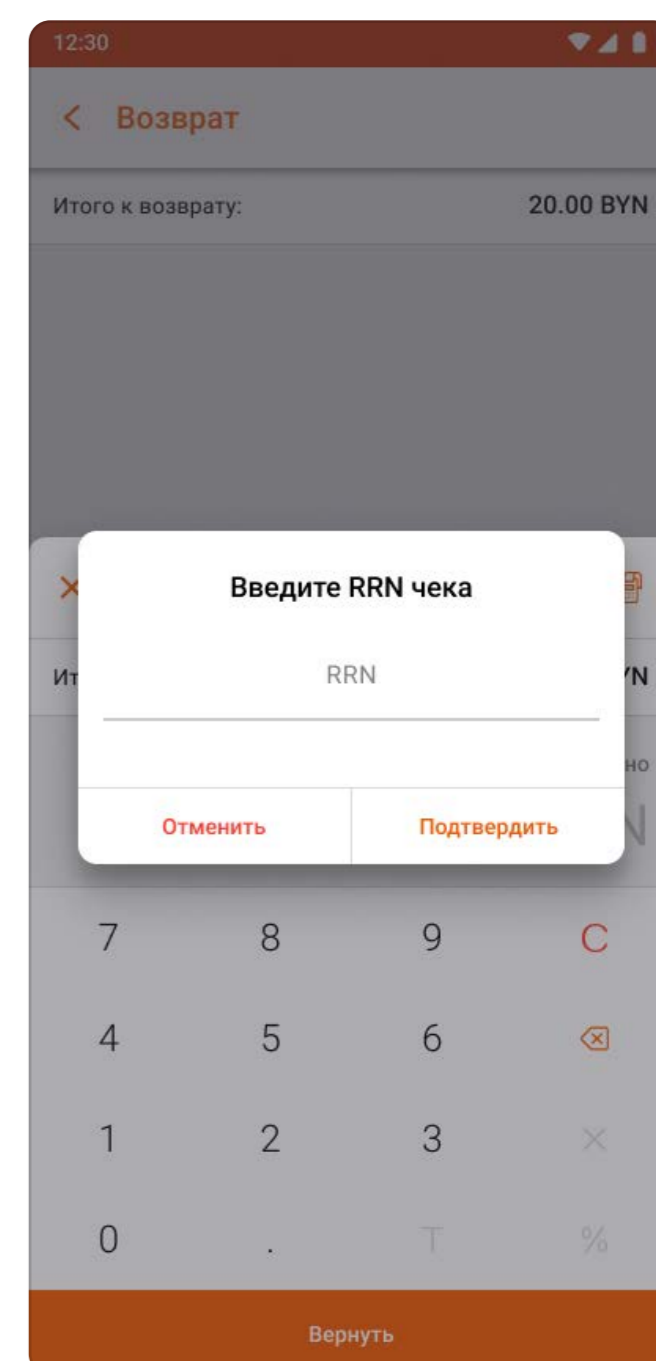 12:30
Возврат
Итого к возврату: 20.00 BYN
Введите RRN чека
RRN
Отменить Подтвердить
7 8 9 C
4 5 6
1 2 3 ×
0 . T %
Вернуть